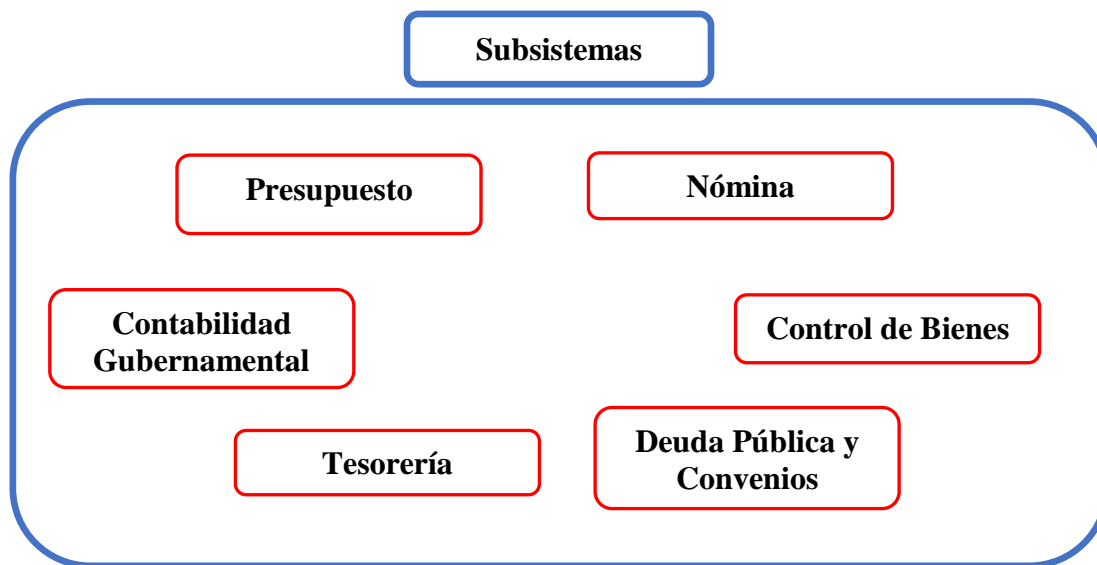 Subsistemas
Presupuesto
Nómina
Contabilidad
Gubernamental
Control de Bienes
Tesorería
Deuda Pública y
Convenios